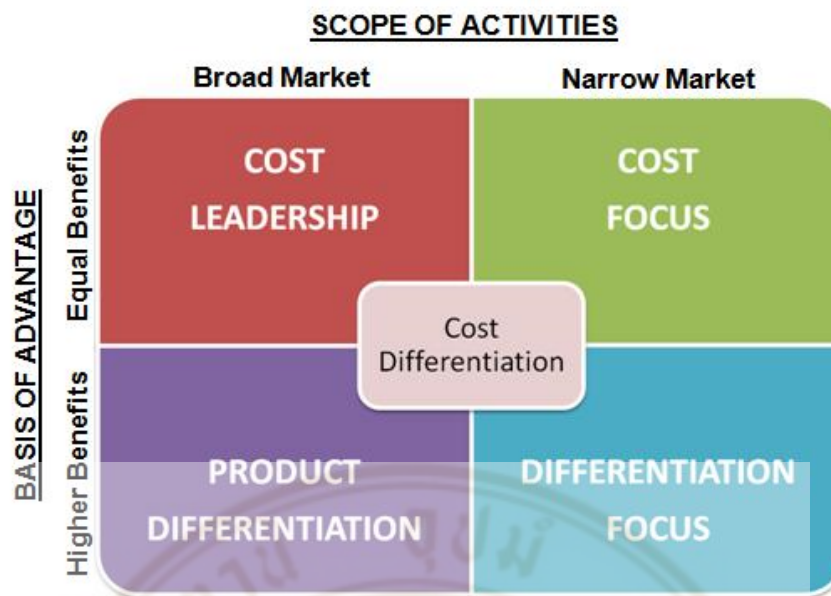 SCOPE OF ACTIVITIES
Broad Market
Narrow Market
BASIS OF ADVANTAGE
Equal Benefits
COST
LEADERSHIP
COST
FOCUS
Cost
Differentiation
Higher Benefits
PRODUCT
DIFFERENTIATION
DIFFERENTIATION
FOCUS